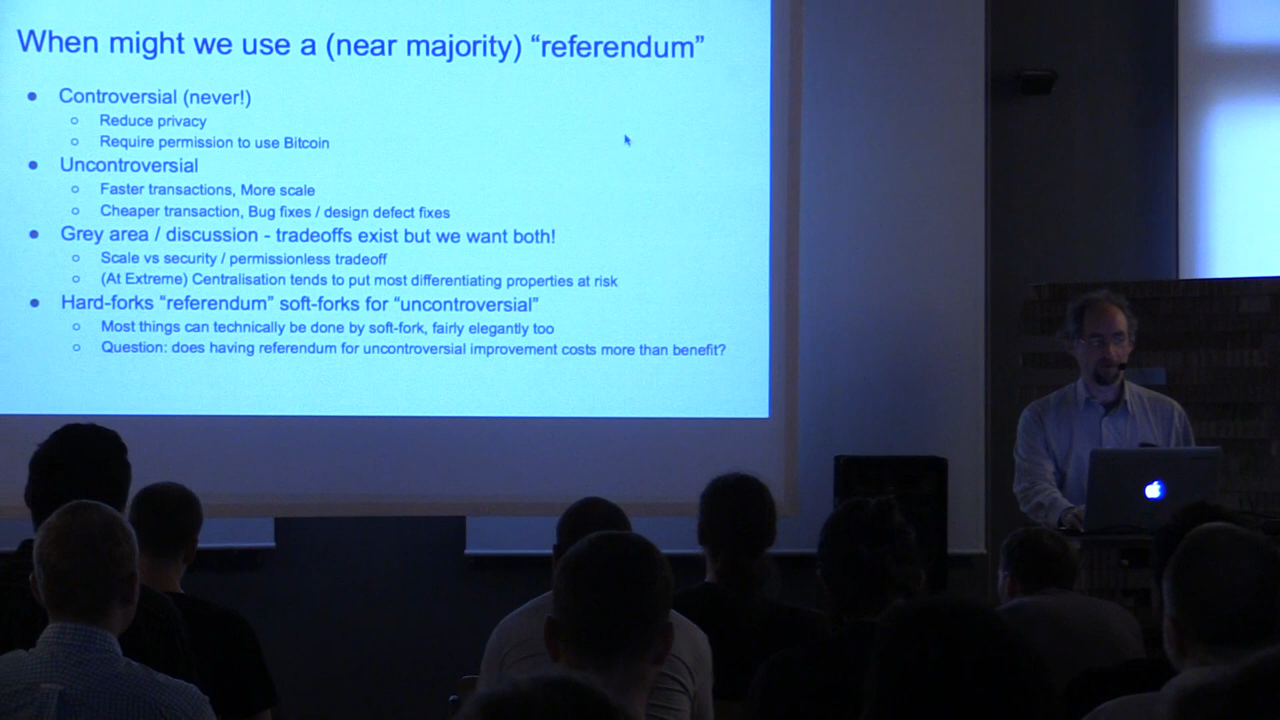 When might we use a (near majority) “referendum”
● Controversial (never!)
○ Reduce privacy
○ Require permission to use Bitcoin
● Uncontroversial
○ Faster transactions, More scale
○ Cheaper transaction, Bug fixes / design defect fixes
● Grey area / discussion - tradeoffs exist but we want both!
○ Scale vs security / permissionless tradeoff
○ (At Extreme) Centralisation tends to put most differentiating properties at risk
● Hard-forks “referendum” soft-forks for “uncontroversial”
○ Most things can technically be done by soft-fork, fairly elegantly too
○ Question: does having referendum for uncontroversial improvement costs more than benefit?